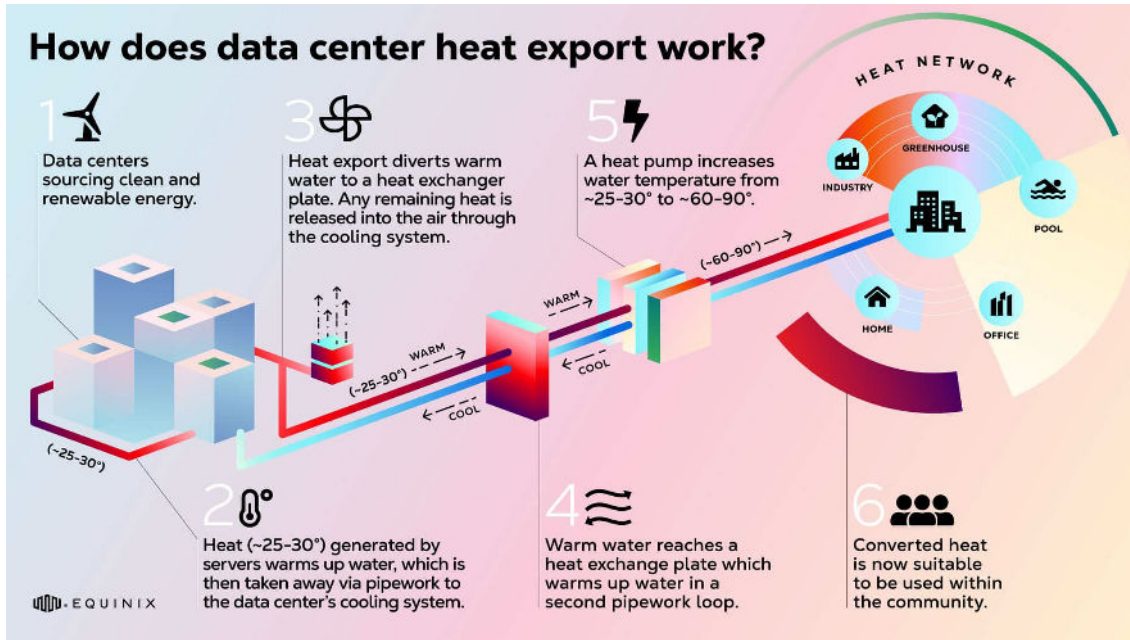 How does data center heat export work?
1
Data centers
sourcing clean and
renewable energy.
3
Heat export diverts warm
water to a heat exchanger
plate. Any remaining heat is
released into the air through
the cooling system.
5
A heat pump increases
water temperature from
~25-30° to ~60-90°.
HEAT NETWORK
INDUSTRY
GREENHOUSE
POOL
HOME
OFFICE
(~60-90°)
WARM
COOL
(~25-30°)
WARM
COOL
(~25-30°)
2
Heat (~25-30°) generated by
servers warms up water, which is
then taken away via pipework to
the data center's cooling system.
4
Warm water reaches a
heat exchange plate which
warms up water in a
second pipework loop.
6
Converted heat
is now suitable
to be used within
the community.
EQUINIX